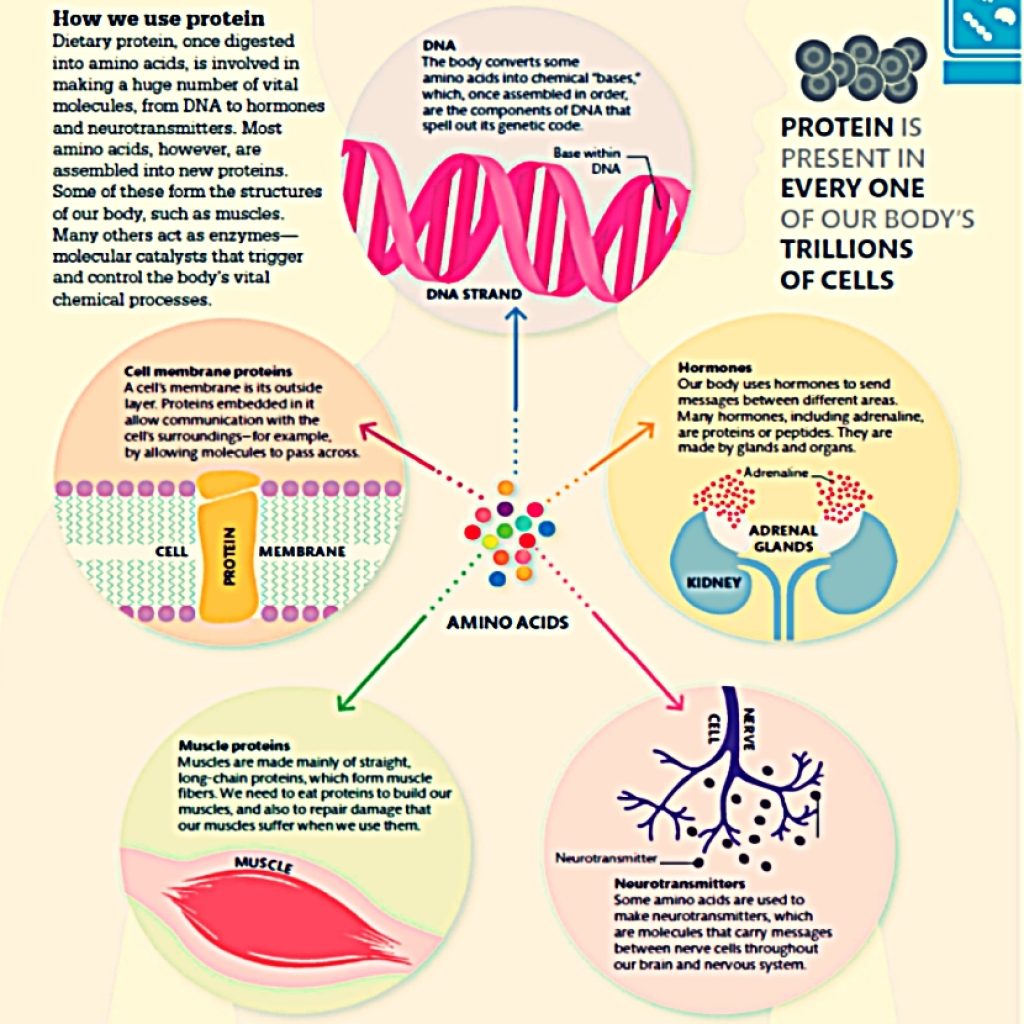 How we use protein
Dietary protein, once digested
into amino acids, is involved in
making a huge number of vital
molecules, from DNA to hormones
and neurotransmitters. Most
amino acids, however, are
assembled into new proteins.
Some of these form the structures
of our body, such as muscles.
Many others act as enzymes—
molecular catalysts that trigger
and control the body's vital
chemical processes.
DNA
The body converts some
amino acids into chemical "bases,"
which, once assembled in order,
are the components of DNA that
spell out its genetic code.
Base within
DNA
DNA STRAND
PROTEIN IS
PRESENT IN
EVERY ONE
OF OUR BODY'S
TRILLIONS
OF CELLS
Cell membrane proteins
A cell's membrane is its outside
layer. Proteins embedded in it
allow communication with the
cell's surroundings—for example,
by allowing molecules to pass across.
CELL
PROTEIN
MEMBRANE
Hormones
Our body uses hormones to send
messages between different areas.
Many hormones, including adrenaline,
are proteins or peptides. They are
made by glands and organs.
Adrenaline
ADRENAL
GLANDS
KIDNEY
AMINO ACIDS
Muscle proteins
Muscles are made mainly of straight,
long-chain proteins, which form muscle
fibers. We need to eat proteins to build our
muscles, and also to repair damage that
our muscles suffer when we use them.
MUSCLE
NERVE
CELL
Neurotransmitter
Neurotransmitters
Some amino acids are used to
make neurotransmitters, which
are molecules that carry messages
between nerve cells throughout
our brain and nervous system.